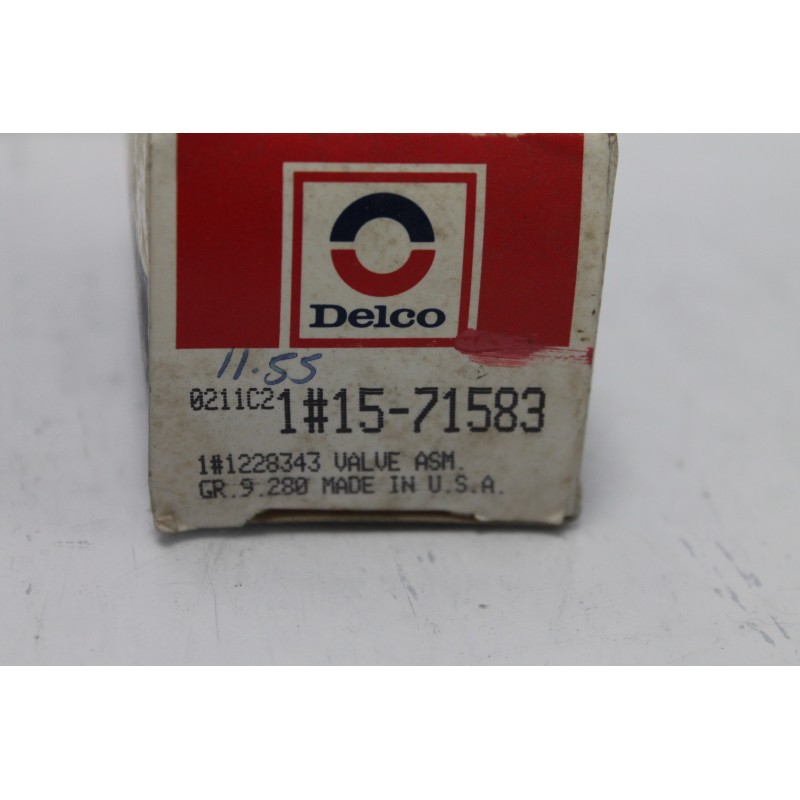 Delco
11.55
0211C2 1#15-71583
1#1228343 VALVE ASM.
GR.9.280 MADE IN U.S.A.